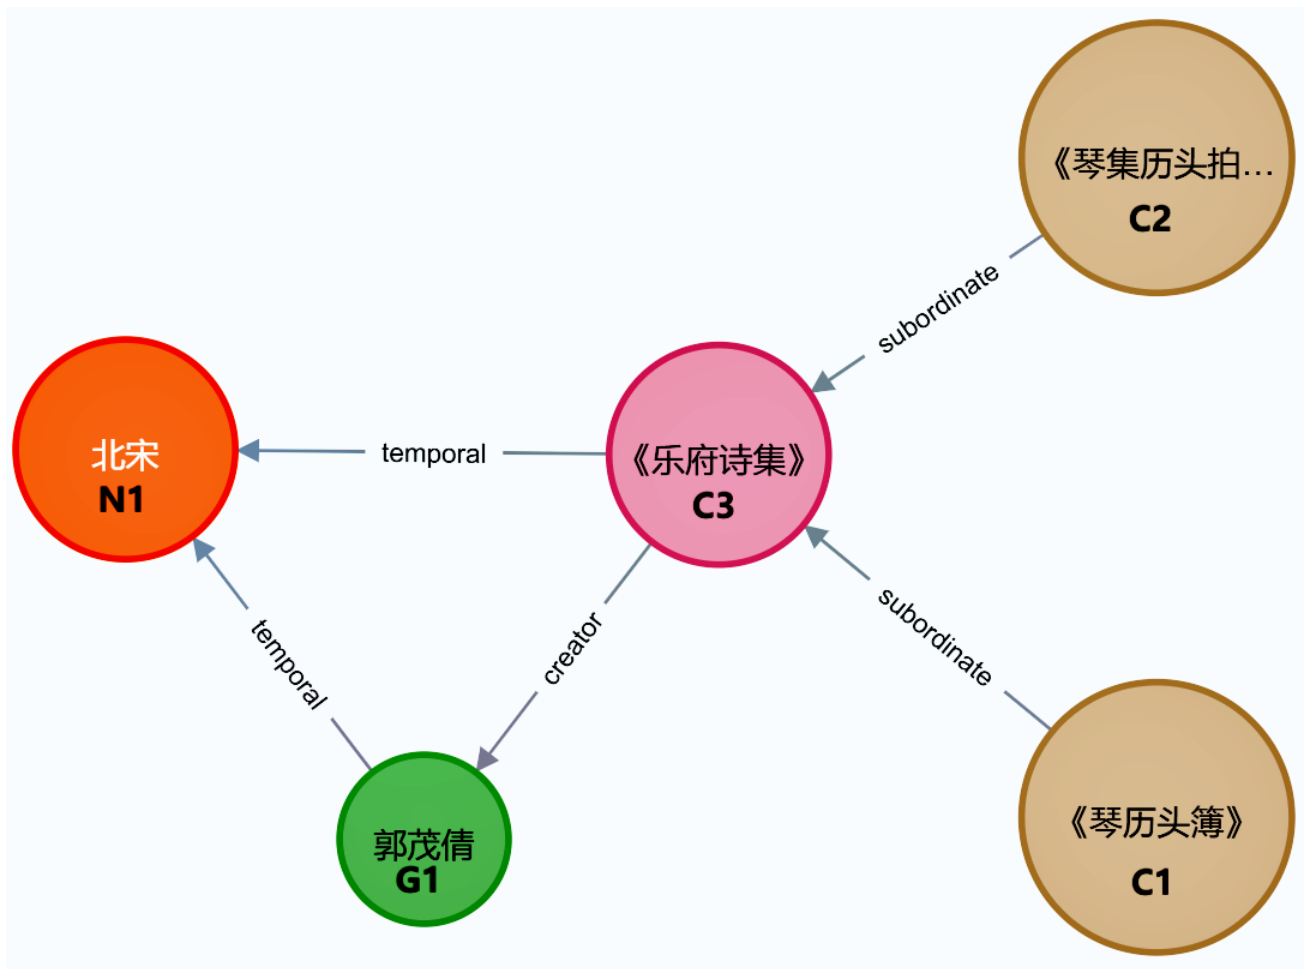 《琴集历头拍…
C2
subordinate
北宋
N1
temporal
《乐府诗集》
C3
subordinate
temporal
creator
郭茂倩
G1
《琴历头簿》
C1